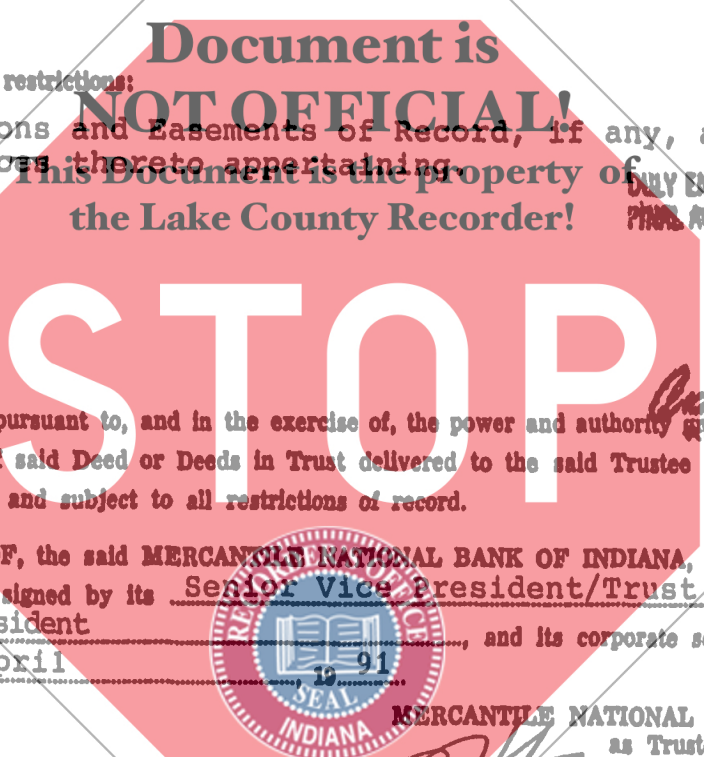 Document is
restrictions:
NOT OFFICIAL!
ons and Easements of Record, if any, a
ces thereto appertaining.
This Document is the property of
the Lake County Recorder!
STOP
pursuant to, and in the exercise of, the power and authority
said Deed or Deeds in Trust delivered to the said Trustee
and subject to all restrictions of record.
F, the said MERCANTILE NATIONAL BANK OF INDIANA,
signed by its Senior Vice President/Trust
sident
, and its corporate se
pril, 19 91
RECORDER'S OFFICE
SEAL
INDIANA
MERCANTILE NATIONAL
as Trust